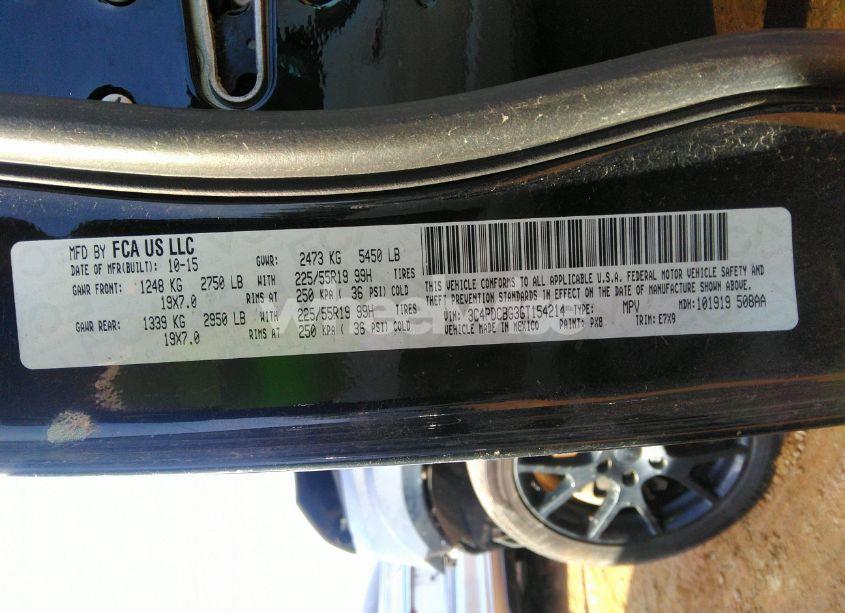 MFD BY FCA US LLC
DATE OF MFR(BUILT): 10-15 GVWR: 2473 KG 5450 LB
GAWR FRONT: 1248 KG 2750 LB WITH 225/55R19 99H TIRES
19X7.0 RIMS AT 250 KPA ( 36 PSI) COLD
GAWR REAR: 1339 KG 2950 LB WITH 225/55R19 99H TIRES
19X7.0 RIMS AT 250 KPA ( 36 PSI) COLD
THIS VEHICLE CONFORMS TO ALL APPLICABLE U.S.A. FEDERAL MOTOR VEHICLE SAFETY AND
THEFT PREVENTION STANDARDS IN EFFECT ON THE DATE OF MANUFACTURE SHOWN ABOVE.
VIN: 3C4PDCBG3GT154214 TYPE: MPV MDH: 101919 508AA
VEHICLE MADE IN MEXICO PAINT: PX8 TRIM: E7X9